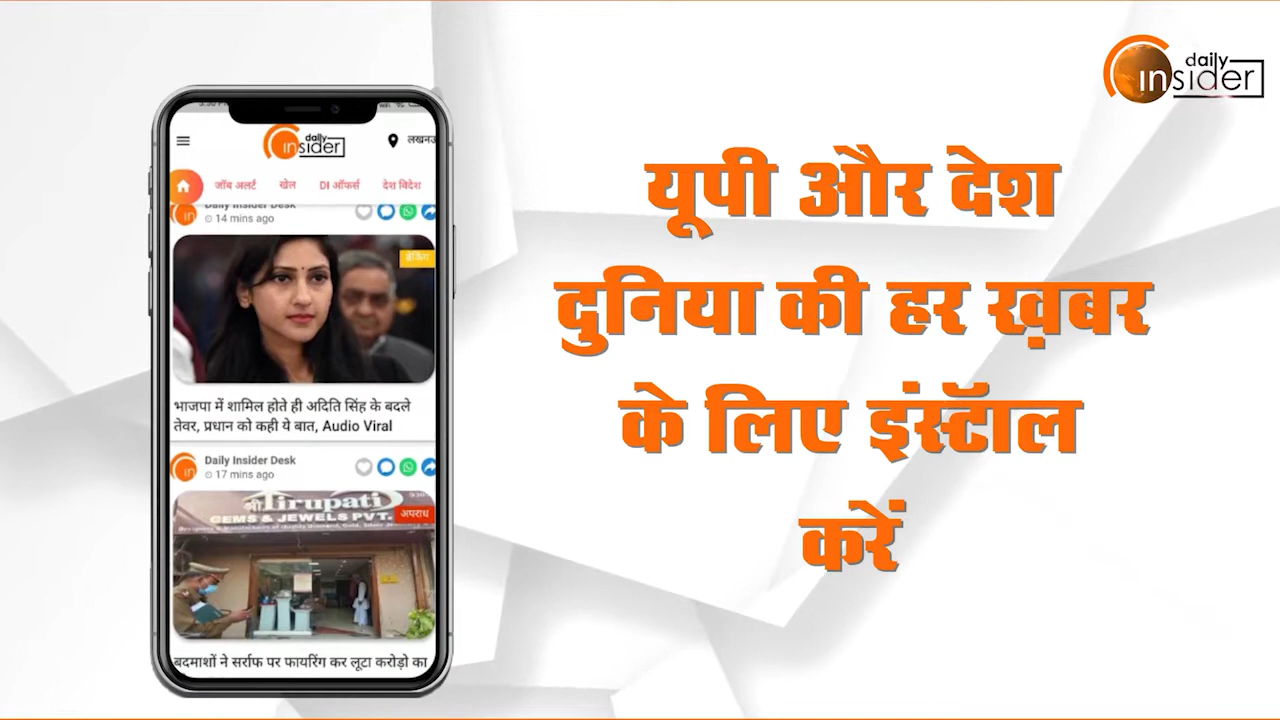 daily
insider
daily
insider
लखनऊ
जॉब अलर्ट खेल DI ऑफर्स देश विदेश
Daily Insider Desk
14 mins ago
ब्रेकिंग
भाजपा में शामिल होते ही अदिति सिंह के बदले
तेवर, प्रधान को कही ये बात, Audio Viral
Daily Insider Desk
17 mins ago
श्री Tirupati
GEMS & JEWELS PVT.
अपराध
बदमाशों ने सर्राफ पर फायरिंग कर लूटा करोड़ो का
यूपी और देश
दुनिया की हर ख़बर
के लिए इंस्टॉल
करें